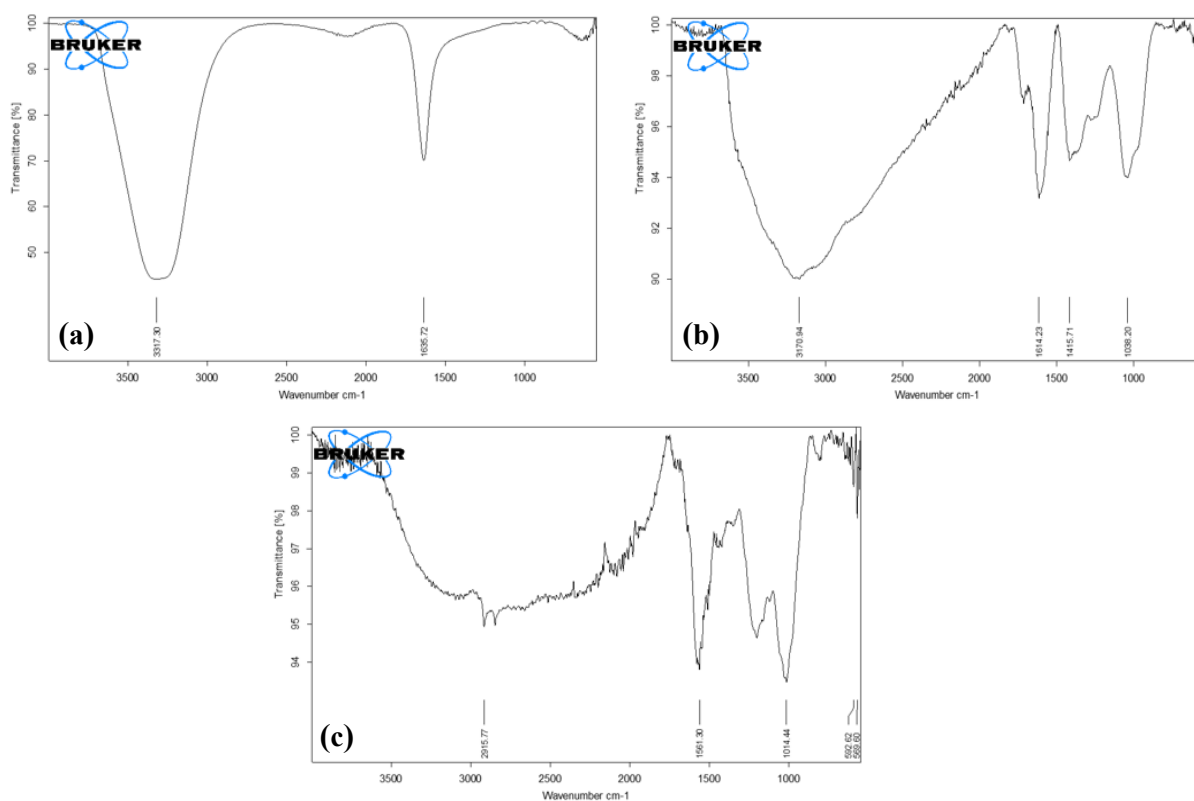 BRUKER
Transmittance [%]
100
90
80
70
60
50
3317.30
1635.72
(a)
3500 3000 2500 2000 1500 1000
Wavenumber cm-1
BRUKER
Transmittance [%]
100
98
96
94
92
90
3170.94
1614.23
1415.71
1038.20
(b)
3500 3000 2500 2000 1500 1000
Wavenumber cm-1
BRUKER
Transmittance [%]
100
99
98
97
96
95
94
2915.77
1561.30
1014.44
592.62
569.60
(c)
3500 3000 2500 2000 1500 1000
Wavenumber cm-1